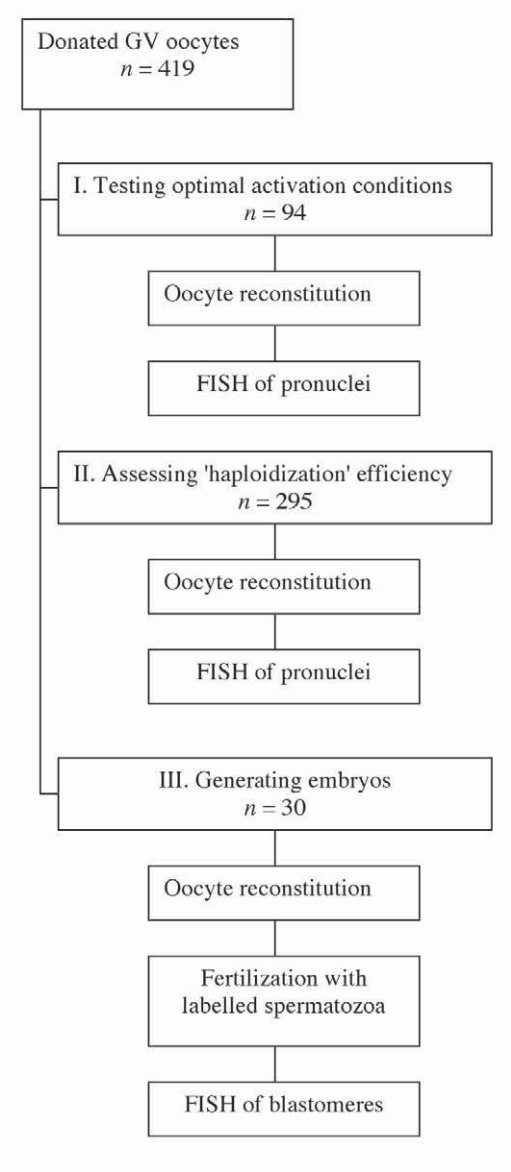 Donated GV oocytes
n = 419
I. Testing optimal activation conditions
n = 94
Oocyte reconstitution
FISH of pronuclei
II. Assessing 'haploidization' efficiency
n = 295
Oocyte reconstitution
FISH of pronuclei
III. Generating embryos
n = 30
Oocyte reconstitution
Fertilization with
labelled spermatozoa
FISH of blastomeres